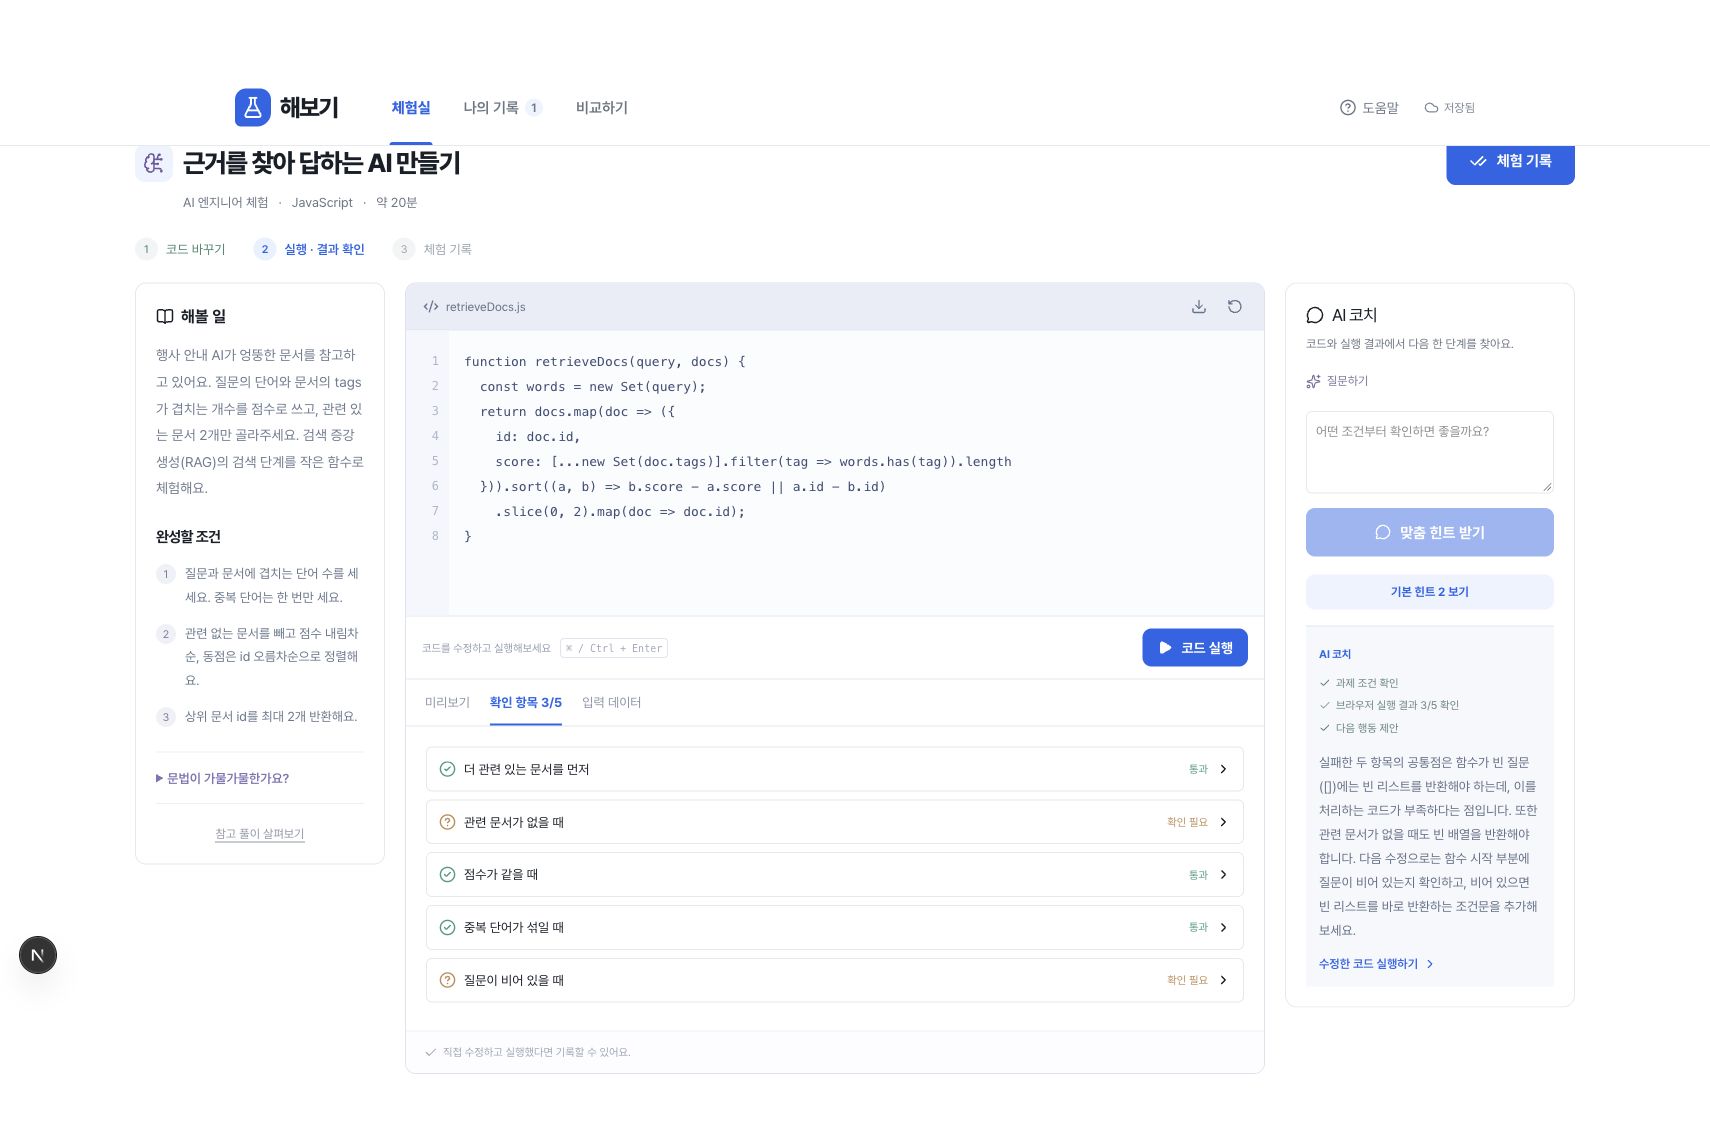 해보기
체험실
나의 기록 1
비교하기
도움말
저장됨
근거를 찾아 답하는 AI 만들기
체험 기록
AI 엔지니어 체험 · JavaScript · 약 20분
1 코드 바꾸기
2 실행 · 결과 확인
3 체험 기록
해볼 일
행사 안내 AI가 엉뚱한 문서를 참고하
고 있어요. 질문의 단어와 문서의 tags
가 겹치는 개수를 점수로 쓰고, 관련 있
는 문서 2개만 골라주세요. 검색 증강
생성(RAG)의 검색 단계를 작은 함수로
체험해요.
완성할 조건
1 질문과 문서에 겹치는 단어 수를 세
세요. 중복 단어는 한 번만 세요.
2 관련 없는 문서를 빼고 점수 내림차
순, 동점은 id 오름차순으로 정렬해
요.
3 상위 문서 id를 최대 2개 반환해요.
문법이 가물가물한가요?
참고 풀이 살펴보기
retrieveDocs.js
1 function retrieveDocs(query, docs) {
2 const words = new Set(query);
3 return docs.map(doc => ({
4 id: doc.id,
5 score: [...new Set(doc.tags)].filter(tag => words.has(tag)).length
6 })).sort((a, b) => b.score - a.score || a.id - b.id)
7 .slice(0, 2).map(doc => doc.id);
8 }
코드를 수정하고 실행해보세요 ⌘ / Ctrl + Enter
코드 실행
미리보기
확인 항목 3/5
입력 데이터
더 관련 있는 문서를 먼저 통과
관련 문서가 없을 때 확인 필요
점수가 같을 때 통과
중복 단어가 섞일 때 통과
질문이 비어 있을 때 확인 필요
직접 수정하고 실행했다면 기록할 수 있어요.
AI 코치
코드와 실행 결과에서 다음 한 단계를 찾아요.
질문하기
어떤 조건부터 확인하면 좋을까요?
맞춤 힌트 받기
기본 힌트 2 보기
AI 코치
과제 조건 확인
브라우저 실행 결과 3/5 확인
다음 행동 제안
실패한 두 항목의 공통점은 함수가 빈 질문
([])에는 빈 리스트를 반환해야 하는데, 이를
처리하는 코드가 부족하다는 점입니다. 또한
관련 문서가 없을 때도 빈 배열을 반환해야
합니다. 다음 수정으로는 함수 시작 부분에
질문이 비어 있는지 확인하고, 비어 있으면
빈 리스트를 바로 반환하는 조건문을 추가해
보세요.
수정한 코드 실행하기
N